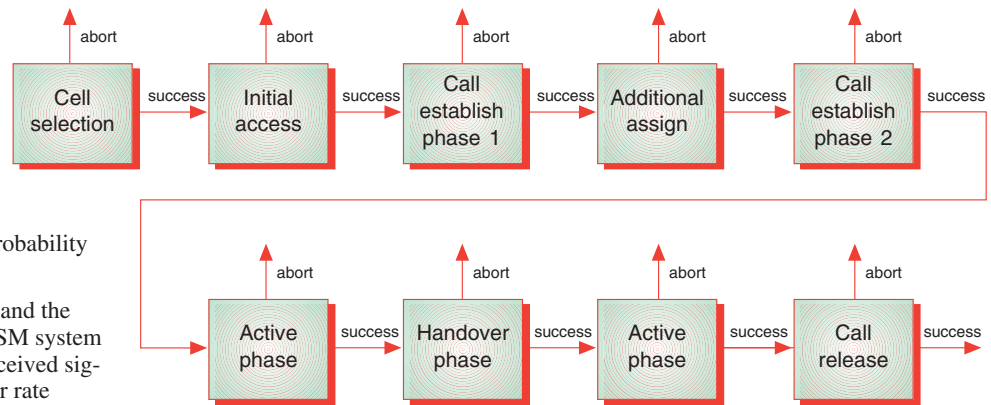 abort
abort
abort
abort
abort
Cell
selection
success
Initial
access
success
Call
establish
phase 1
success
Additional
assign
success
Call
establish
phase 2
success
robability
and the
SM system
ceived sig-
r rate
abort
abort
abort
abort
Active
phase
success
Handover
phase
success
Active
phase
success
Call
release
success